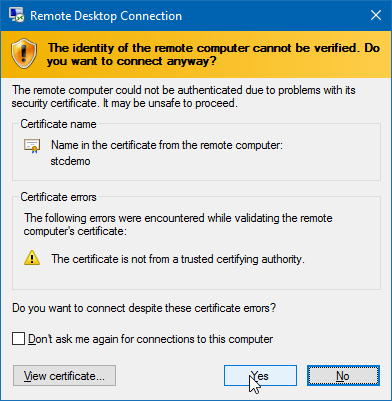 Remote Desktop Connection
The identity of the remote computer cannot be verified. Do
you want to connect anyway?
The remote computer could not be authenticated due to problems with its
security certificate. It may be unsafe to proceed.
Certificate name
Name in the certificate from the remote computer:
stcdemo
Certificate errors
The following errors were encountered while validating the remote
computer's certificate:
The certificate is not from a trusted certifying authority.
Do you want to connect despite these certificate errors?
Don't ask me again for connections to this computer
View certificate... Yes No